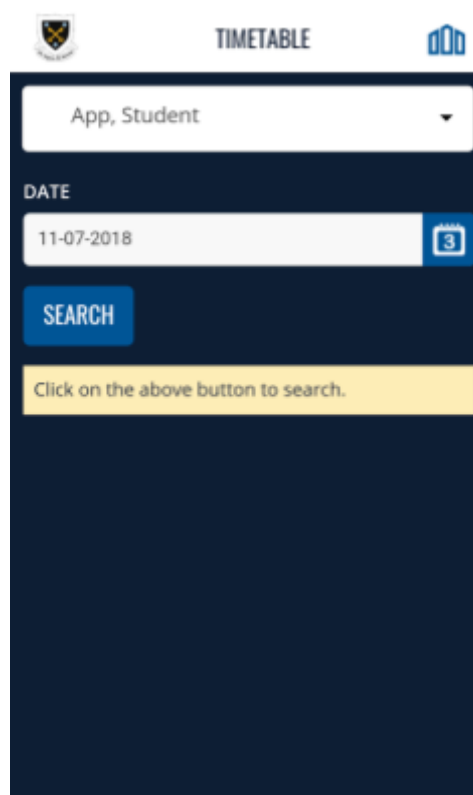 TIMETABLE
App, Student
DATE
11-07-2018
3
SEARCH
Click on the above button to search.